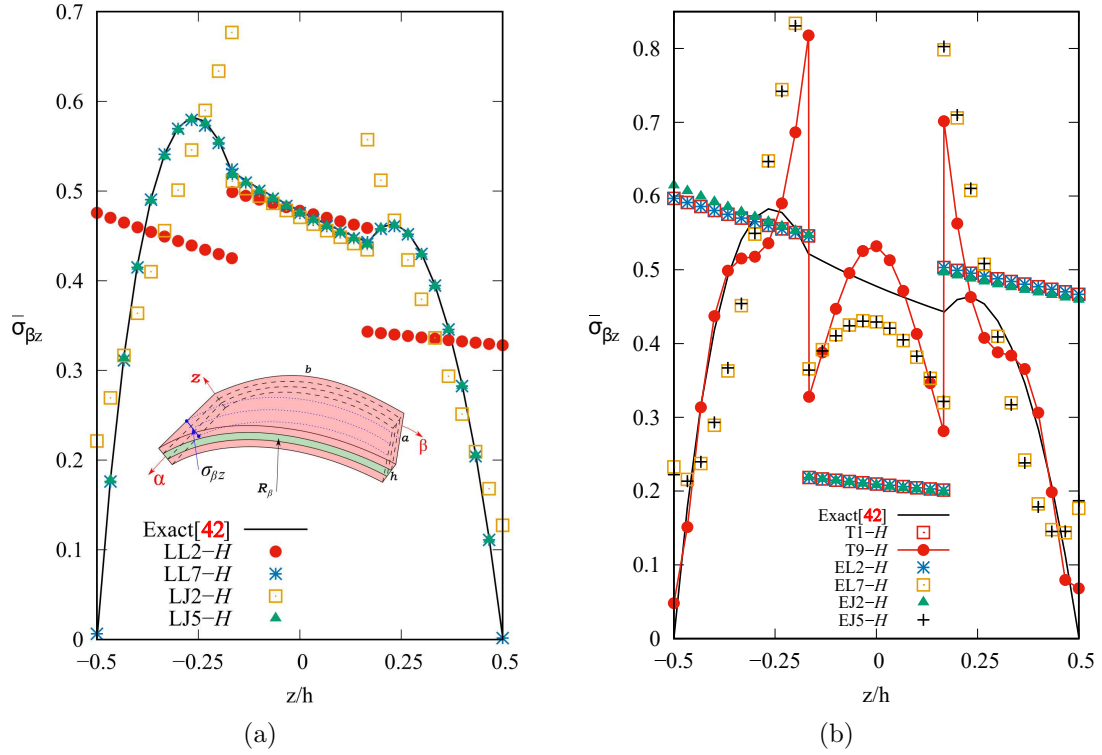 0.7
0.6
0.5
0.4
0.3
0.2
0.1
0
σ̄βz
−0.5
−0.25
0
0.25
0.5
z/h
z
b
a
β
h
α
σβz
Rβ
Exact[42]
LL2−H
LL7−H
LJ2−H
LJ5−H
(a)
0.8
0.7
0.6
0.5
0.4
0.3
0.2
0.1
0
σ̄βz
−0.5
−0.25
0
0.25
0.5
z/h
Exact[42]
T1−H
T9−H
EL2−H
EL7−H
EJ2−H
EJ5−H
(b)